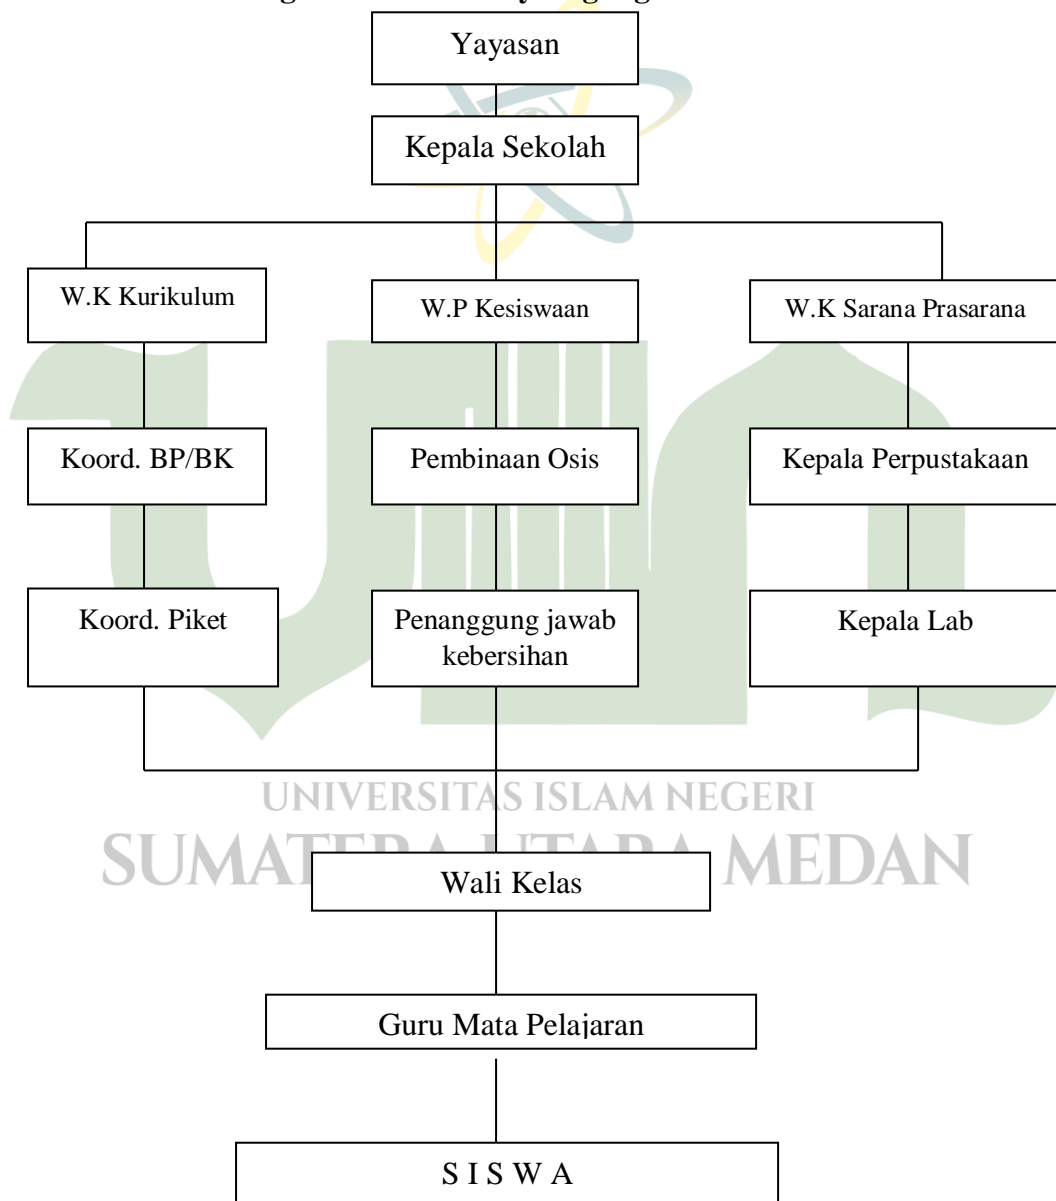 Yayasan
Kepala Sekolah
W.K Kurikulum
W.P Kesiswaan
W.K Sarana Prasarana
Koord. BP/BK
Pembinaan Osis
Kepala Perpustakaan
Koord. Piket
Penanggung jawab
kebersihan
Kepala Lab
UNIVERSITAS ISLAM NEGERI
SUMATERA UTARA MEDAN
Wali Kelas
Guru Mata Pelajaran
S I S W A